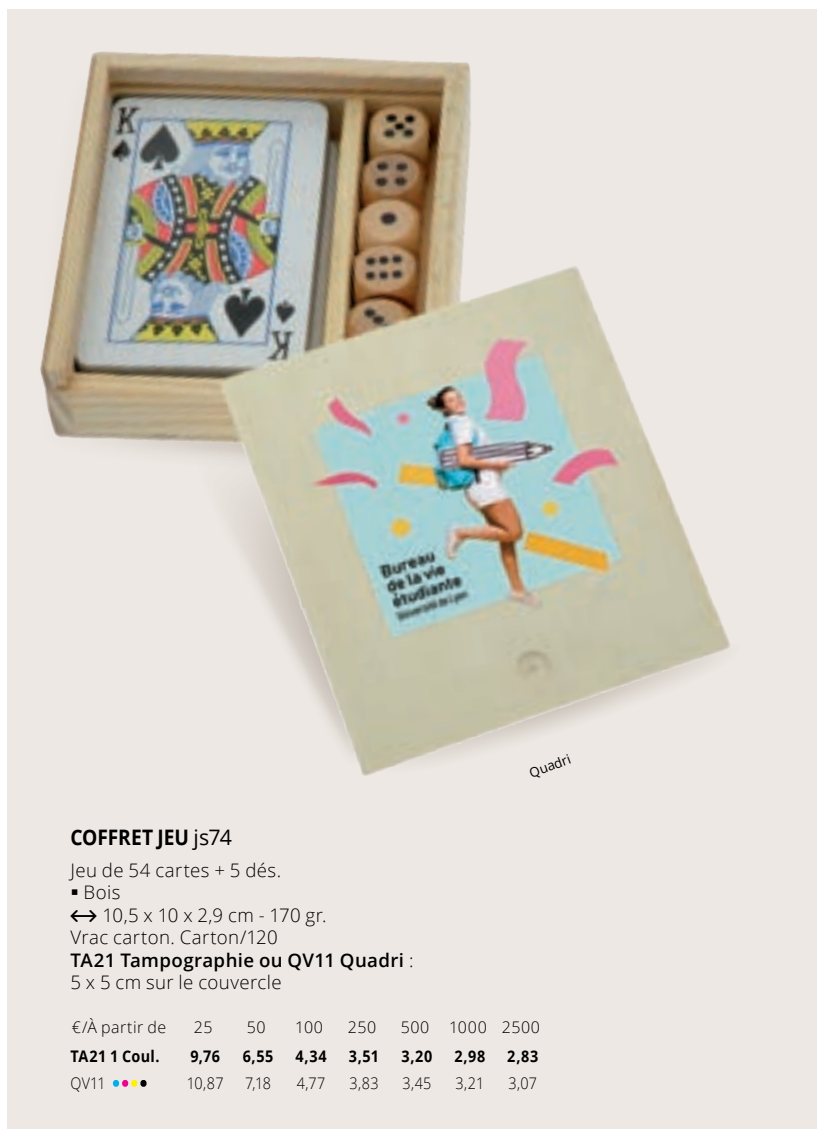 K
K
Bureau
de la vie
étudiante
Université de Lyon
Quadri
COFFRET JEU js74
Jeu de 54 cartes + 5 dés.
▪ Bois
↔ 10,5 x 10 x 2,9 cm - 170 gr.
Vrac carton. Carton/120
TA21 Tampographie ou QV11 Quadri :
5 x 5 cm sur le couvercle
€/À partir de 25 50 100 250 500 1000 2500
TA21 1 Coul. 9,76 6,55 4,34 3,51 3,20 2,98 2,83
QV11 10,87 7,18 4,77 3,83 3,45 3,21 3,07